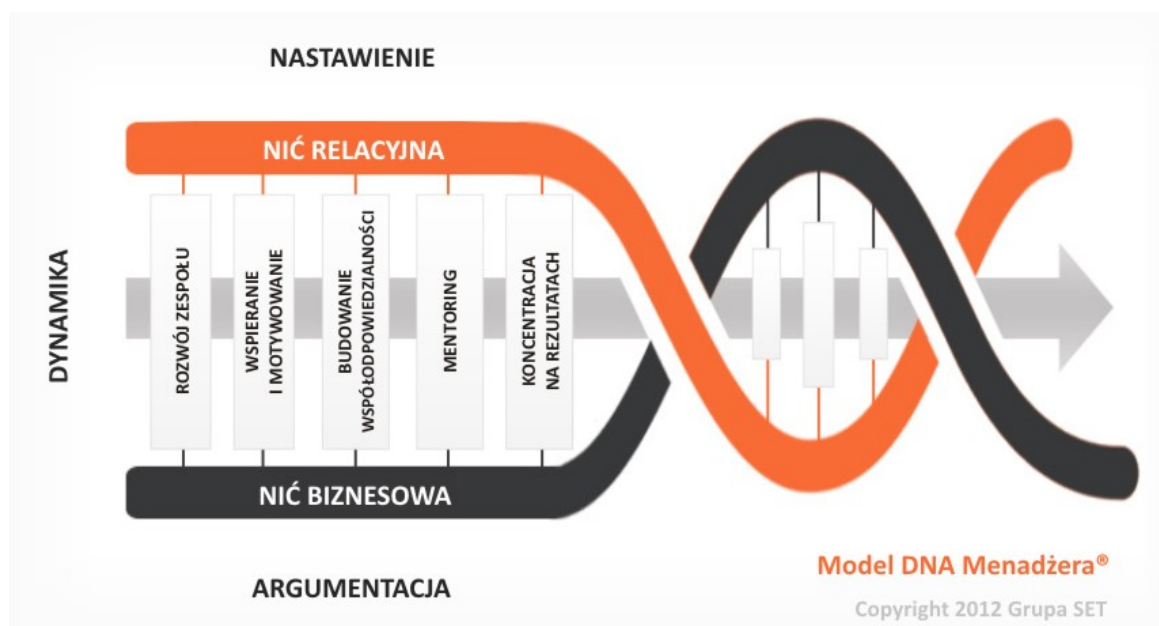 NASTAWIENIE
NIĆ RELACYJNA
DYNAMIKA
ROZWÓJ ZESPOŁU
WSPIERANIE
I MOTYWOWANIE
BUDOWANIE
WSPÓŁODPOWIEDZIALNOŚCI
MENTORING
KONCENTRACJA
NA REZULTATACH
NIĆ BIZNESOWA
ARGUMENTACJA
Model DNA Menadżera®
Copyright 2012 Grupa SET